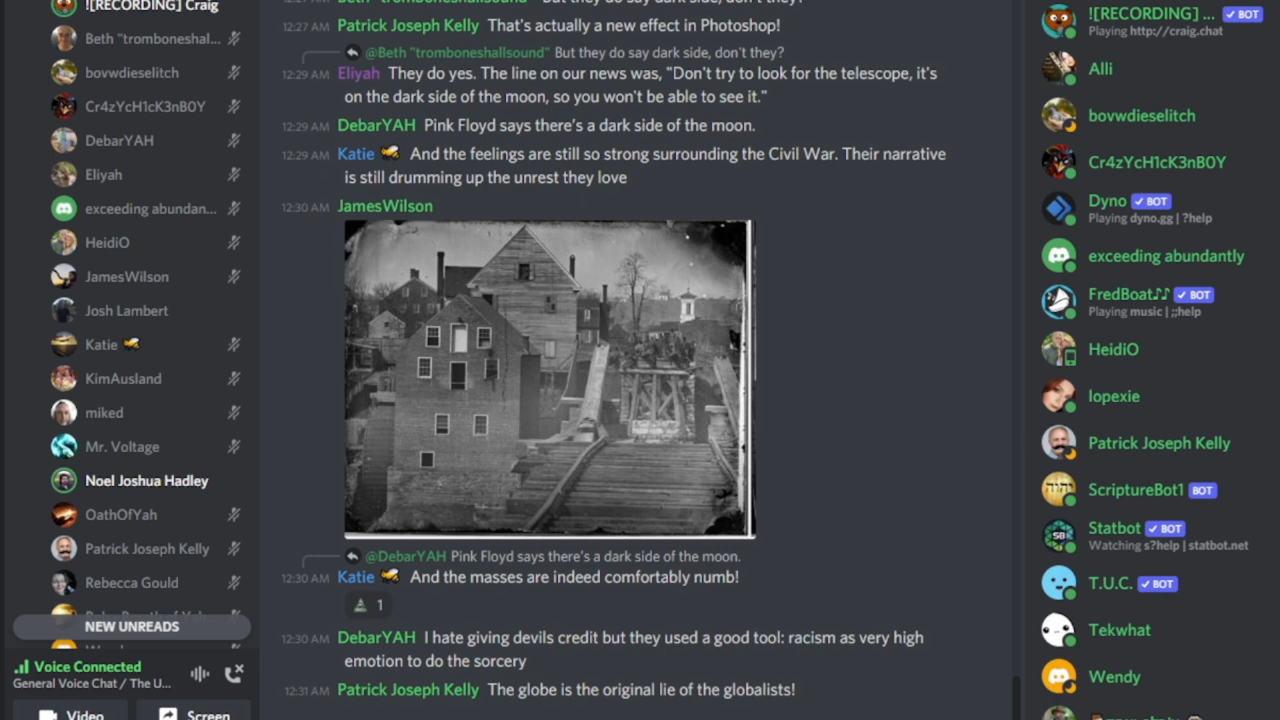 ![RECORDING] Craig
Beth "tromboneshal...
bovwdieselitch
Cr4zYcH1cK3nB0Y
DebarYAH
Eliyah
exceeding abundan...
HeidiO
JamesWilson
Josh Lambert
Katie
KimAusland
miked
Mr. Voltage
Noel Joshua Hadley
OathOfYah
Patrick Joseph Kelly
Rebecca Gould
NEW UNREADS
Voice Connected
General Voice Chat / The U...
Video
Screen
12:27 AM Patrick Joseph Kelly That's actually a new effect in Photoshop!
@Beth "tromboneshallsound" But they do say dark side, don't they?
12:29 AM Eliyah They do yes. The line on our news was, "Don't try to look for the telescope, it's
on the dark side of the moon, so you won't be able to see it."
12:29 AM DebarYAH Pink Floyd says there's a dark side of the moon.
12:29 AM Katie And the feelings are still so strong surrounding the Civil War. Their narrative
is still drumming up the unrest they love
12:30 AM JamesWilson
@DebarYAH Pink Floyd says there's a dark side of the moon.
12:30 AM Katie And the masses are indeed comfortably numb!
1
12:30 AM DebarYAH I hate giving devils credit but they used a good tool: racism as very high
emotion to do the sorcery
12:31 AM Patrick Joseph Kelly The globe is the original lie of the globalists!
![RECORDING] ... BOT
Playing http://craig.chat
Alli
bovwdieselitch
Cr4zYcH1cK3nB0Y
Dyno BOT
Playing dyno.gg | ?help
exceeding abundantly
FredBoat♪♪ BOT
Playing music | ;;help
HeidiO
lopexie
Patrick Joseph Kelly
ScriptureBot1 BOT
Statbot BOT
Watching s?help | statbot.net
T.U.C. BOT
Tekwhat
Wendy